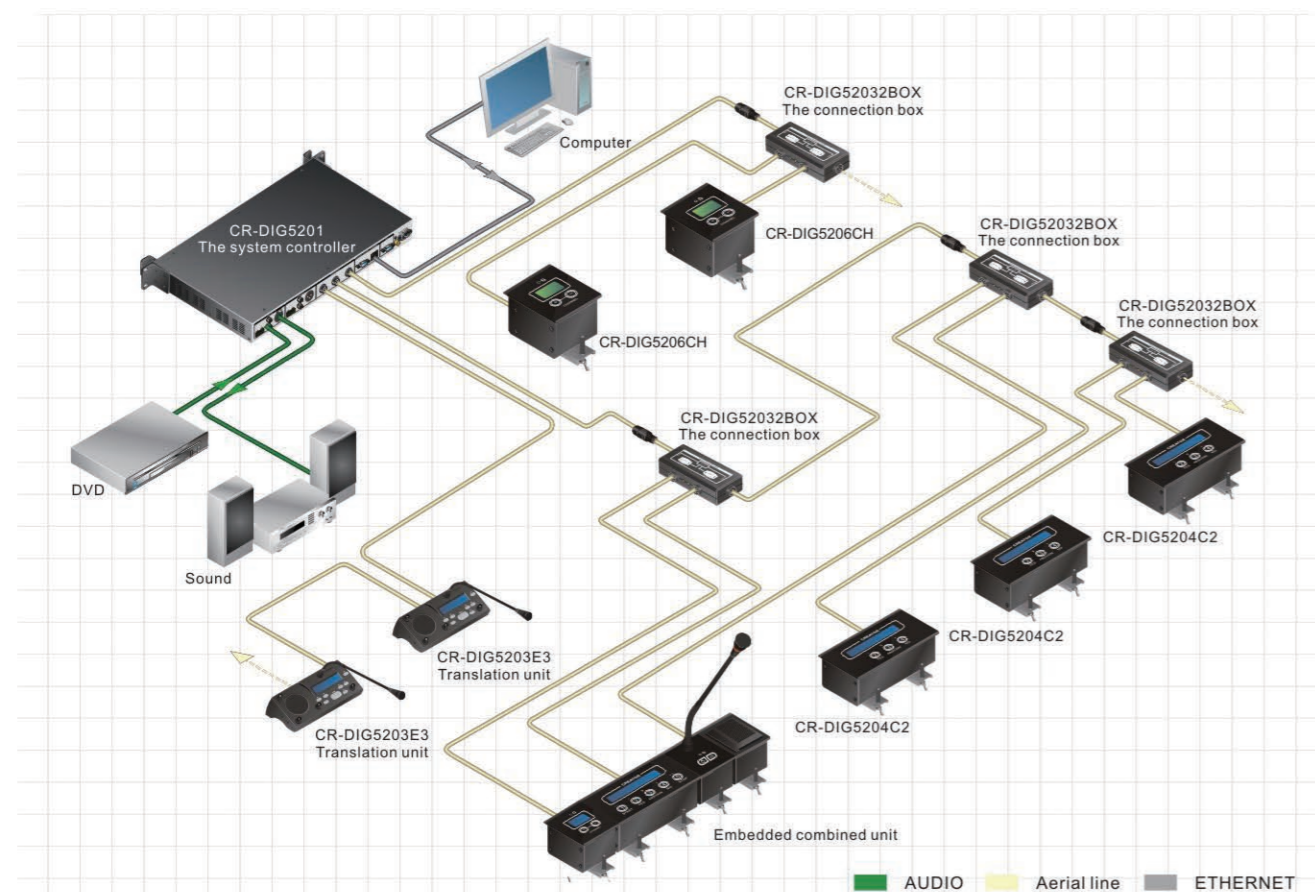 CR-DIG52032BOX
The connection box
Computer
CR-DIG5201
The system controller
CR-DIG5206CH
CR-DIG52032BOX
The connection box
CR-DIG52032BOX
The connection box
CR-DIG5206CH
CR-DIG52032BOX
The connection box
DVD
Sound
CR-DIG5204C2
CR-DIG5204C2
CR-DIG5203E3
Translation unit
CR-DIG5204C2
CR-DIG5203E3
Translation unit
Embedded combined unit
AUDIO
Aerial line
ETHERNET